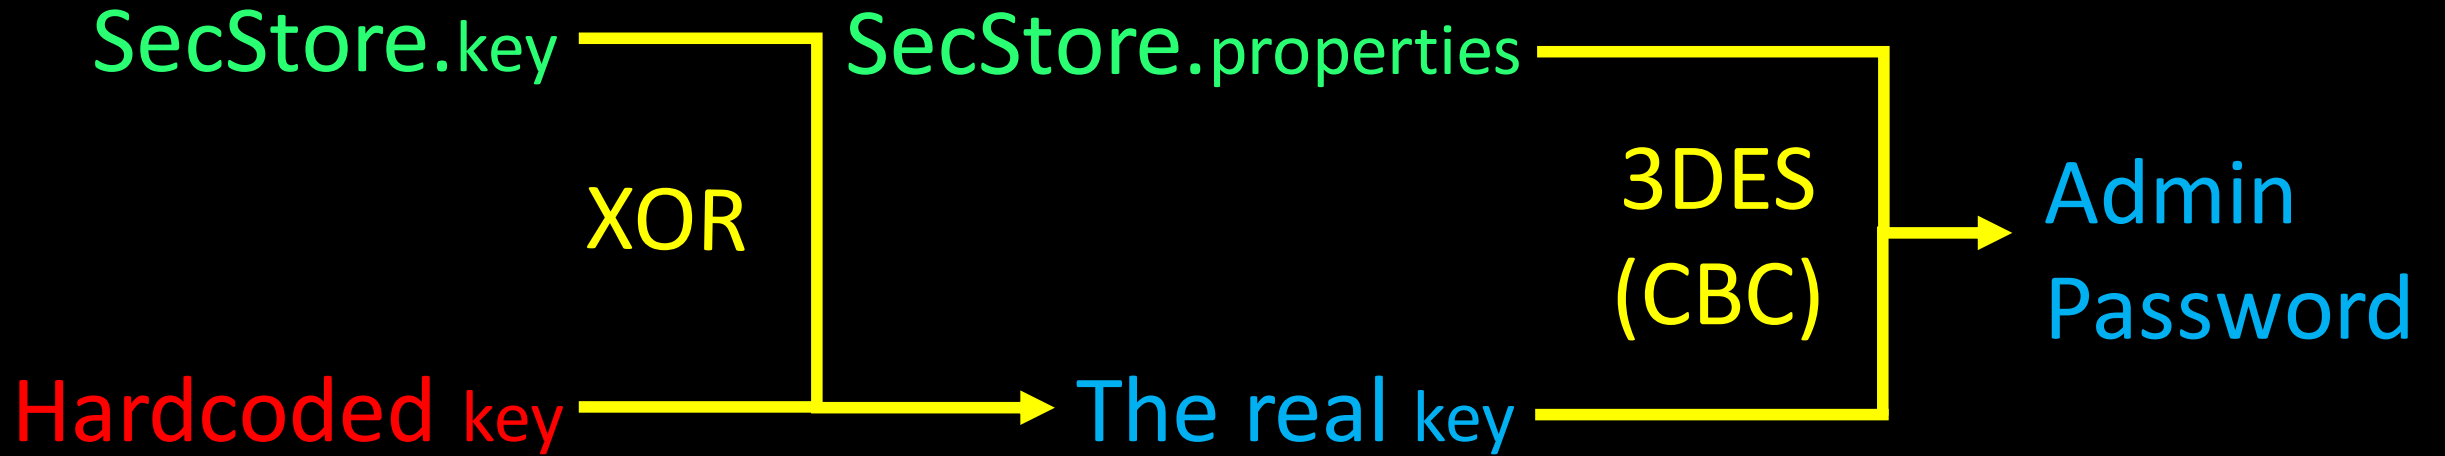 SecStore.key
SecStore.properties
XOR
3DES
(CBC)
Admin
Password
Hardcoded key
The real key